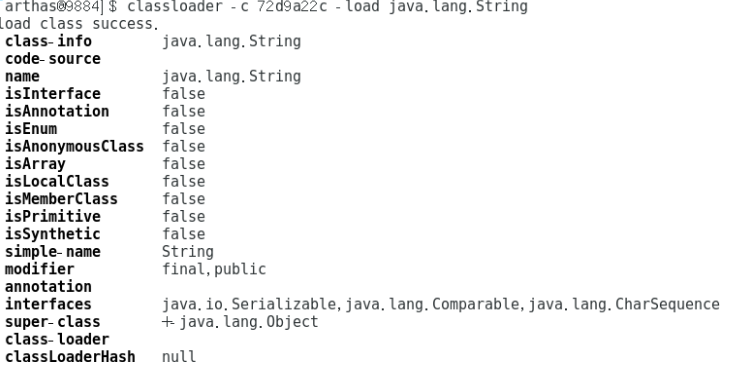 arthas@9884]$ classloader -c 72d9a22c -load java.lang.String
load class success.
class-info java.lang.String
code-source
name java.lang.String
isInterface false
isAnnotation false
isEnum false
isAnonymousClass false
isArray false
isLocalClass false
isMemberClass false
isPrimitive false
isSynthetic false
simple-name String
modifier final,public
annotation
interfaces java.io.Serializable,java.lang.Comparable,java.lang.CharSequence
super-class +-java.lang.Object
class-loader
classLoaderHash null